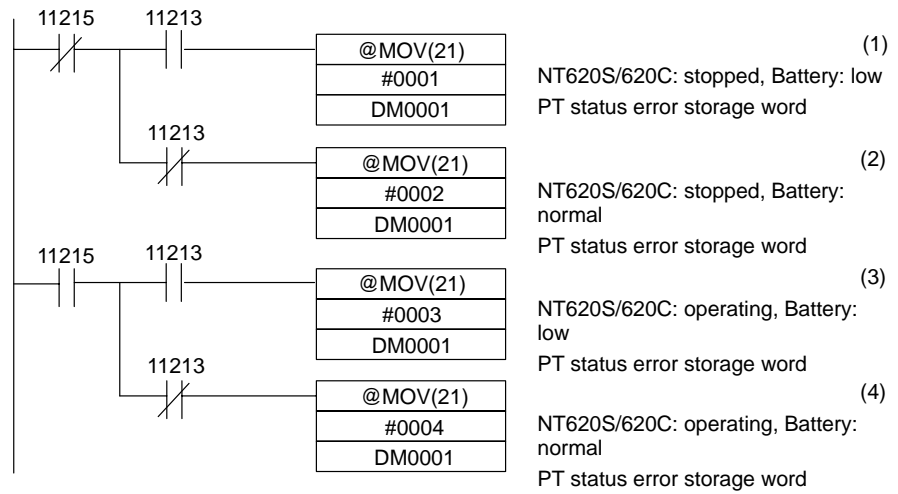 11215 11213
@MOV(21) (1)
#0001 NT620S/620C: stopped, Battery: low
DM0001 PT status error storage word
11213
@MOV(21) (2)
#0002 NT620S/620C: stopped, Battery:
normal
DM0001
PT status error storage word
11215 11213
@MOV(21) (3)
#0003 NT620S/620C: operating, Battery:
low
DM0001
PT status error storage word
11213
@MOV(21) (4)
#0004 NT620S/620C: operating, Battery:
normal
DM0001
PT status error storage word